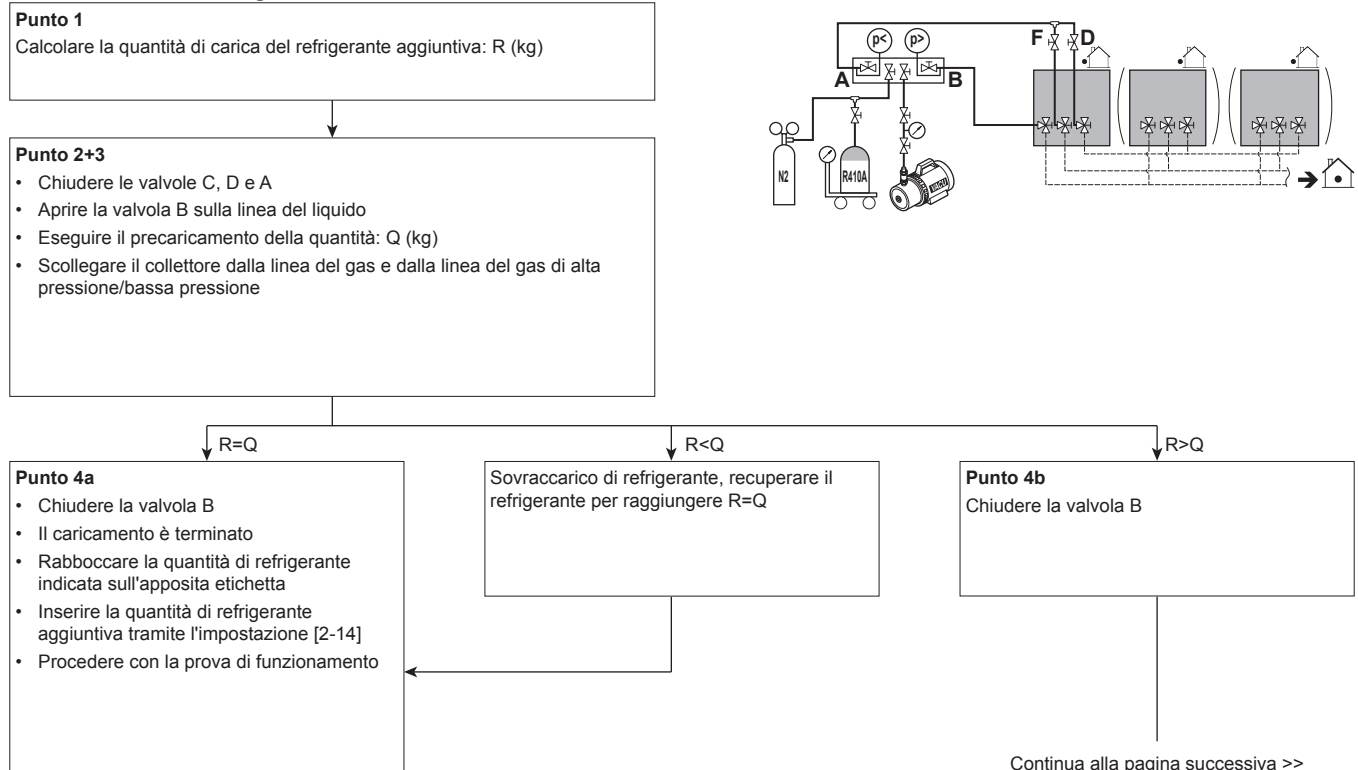 Punto 1
Calcolare la quantità di carica del refrigerante aggiuntiva: R (kg)
p<
p>
F
D
A
B
N2
R410A
Punto 2+3
• Chiudere le valvole C, D e A
• Aprire la valvola B sulla linea del liquido
• Eseguire il precaricamento della quantità: Q (kg)
• Scollegare il collettore dalla linea del gas e dalla linea del gas di alta
pressione/bassa pressione
R=Q
R<Q
R>Q
Punto 4a
• Chiudere la valvola B
• Il caricamento è terminato
• Rabboccare la quantità di refrigerante
indicata sull'apposita etichetta
• Inserire la quantità di refrigerante
aggiuntiva tramite l'impostazione [2-14]
• Procedere con la prova di funzionamento
Sovraccarico di refrigerante, recuperare il
refrigerante per raggiungere R=Q
Punto 4b
Chiudere la valvola B
Continua alla pagina successiva >>